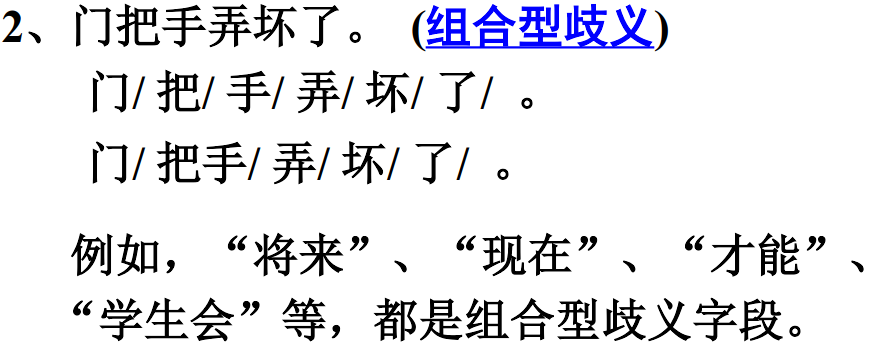 2、门把手弄坏了。 (组合型歧义)
门/ 把/ 手/ 弄/ 坏/ 了/ 。
门/ 把手/ 弄/ 坏/ 了/ 。
例如，“将来”、“现在”、“才能”、
“学生会”等，都是组合型歧义字段。